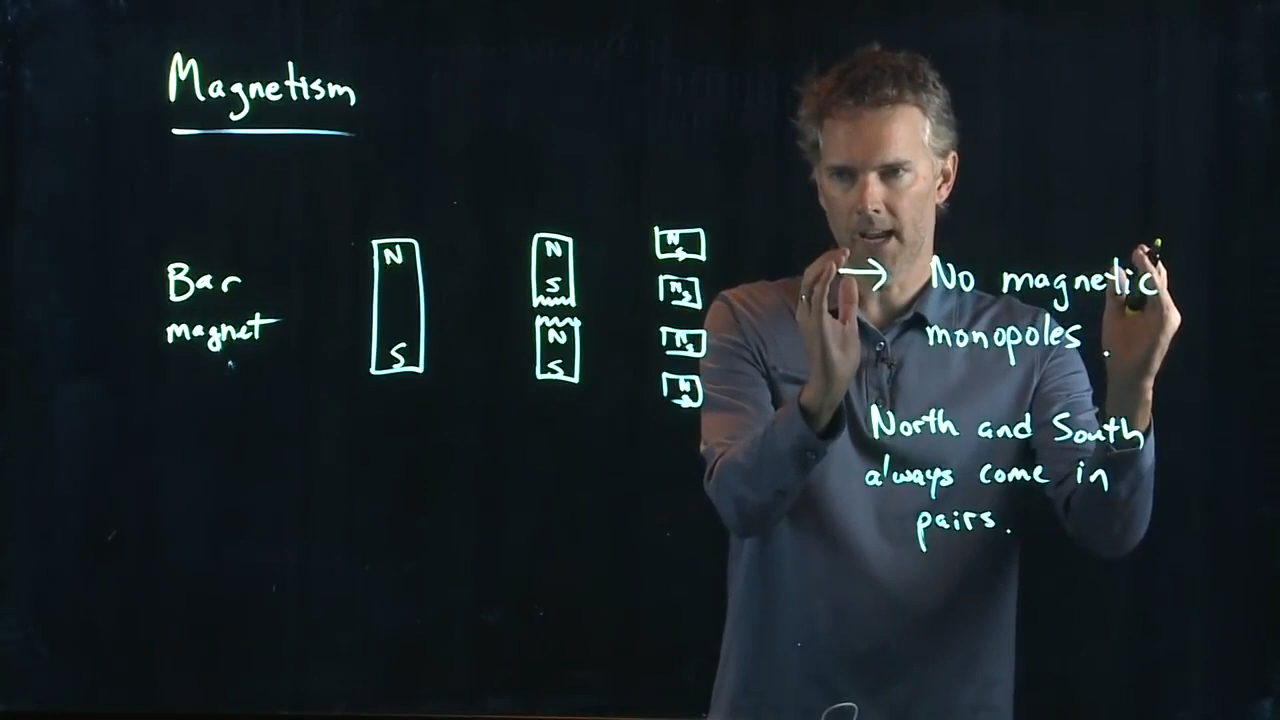 Magnetism
Bar
magnet
N
S
N
S
N
S
N
S
N
S
N
S
N
→ No magnetic
monopoles.
North and South
always come in
pairs.